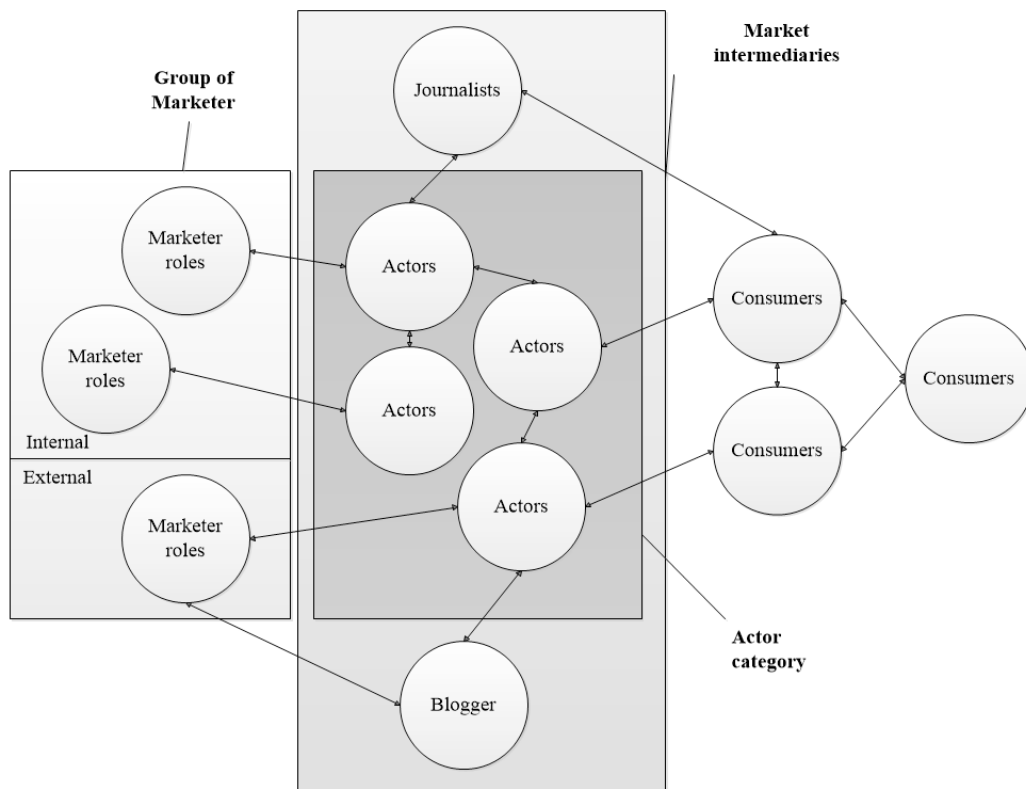 Market
intermediaries
Group of
Marketer
Journalists
Marketer
roles
Actors
Consumers
Marketer
roles
Actors
Consumers
Actors
Internal
External
Consumers
Marketer
roles
Actors
Actor
category
Blogger